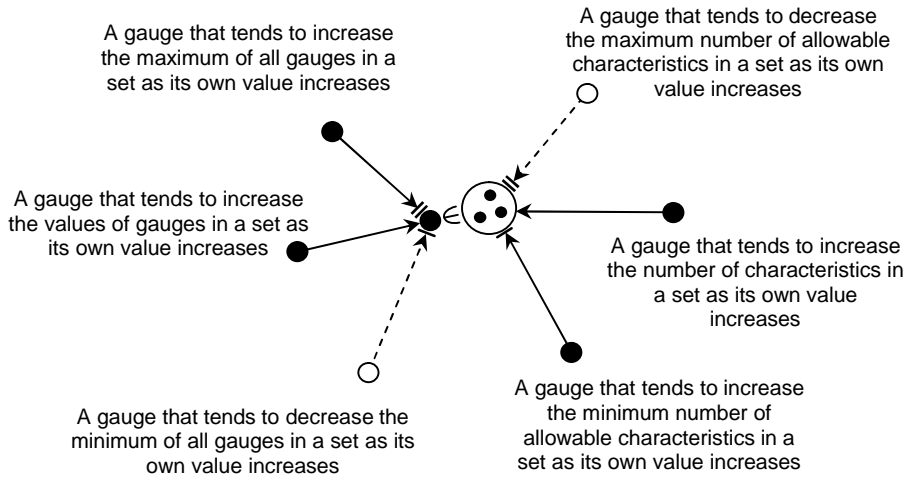 A gauge that tends to increase
the maximum of all gauges in a
set as its own value increases
A gauge that tends to decrease
the maximum number of allowable
characteristics in a set as its own
value increases
A gauge that tends to increase
the values of gauges in a set as
its own value increases
A gauge that tends to increase
the number of characteristics in
a set as its own value
increases
A gauge that tends to decrease the
minimum of all gauges in a set as its
own value increases
A gauge that tends to increase
the minimum number of
allowable characteristics in a
set as its own value increases